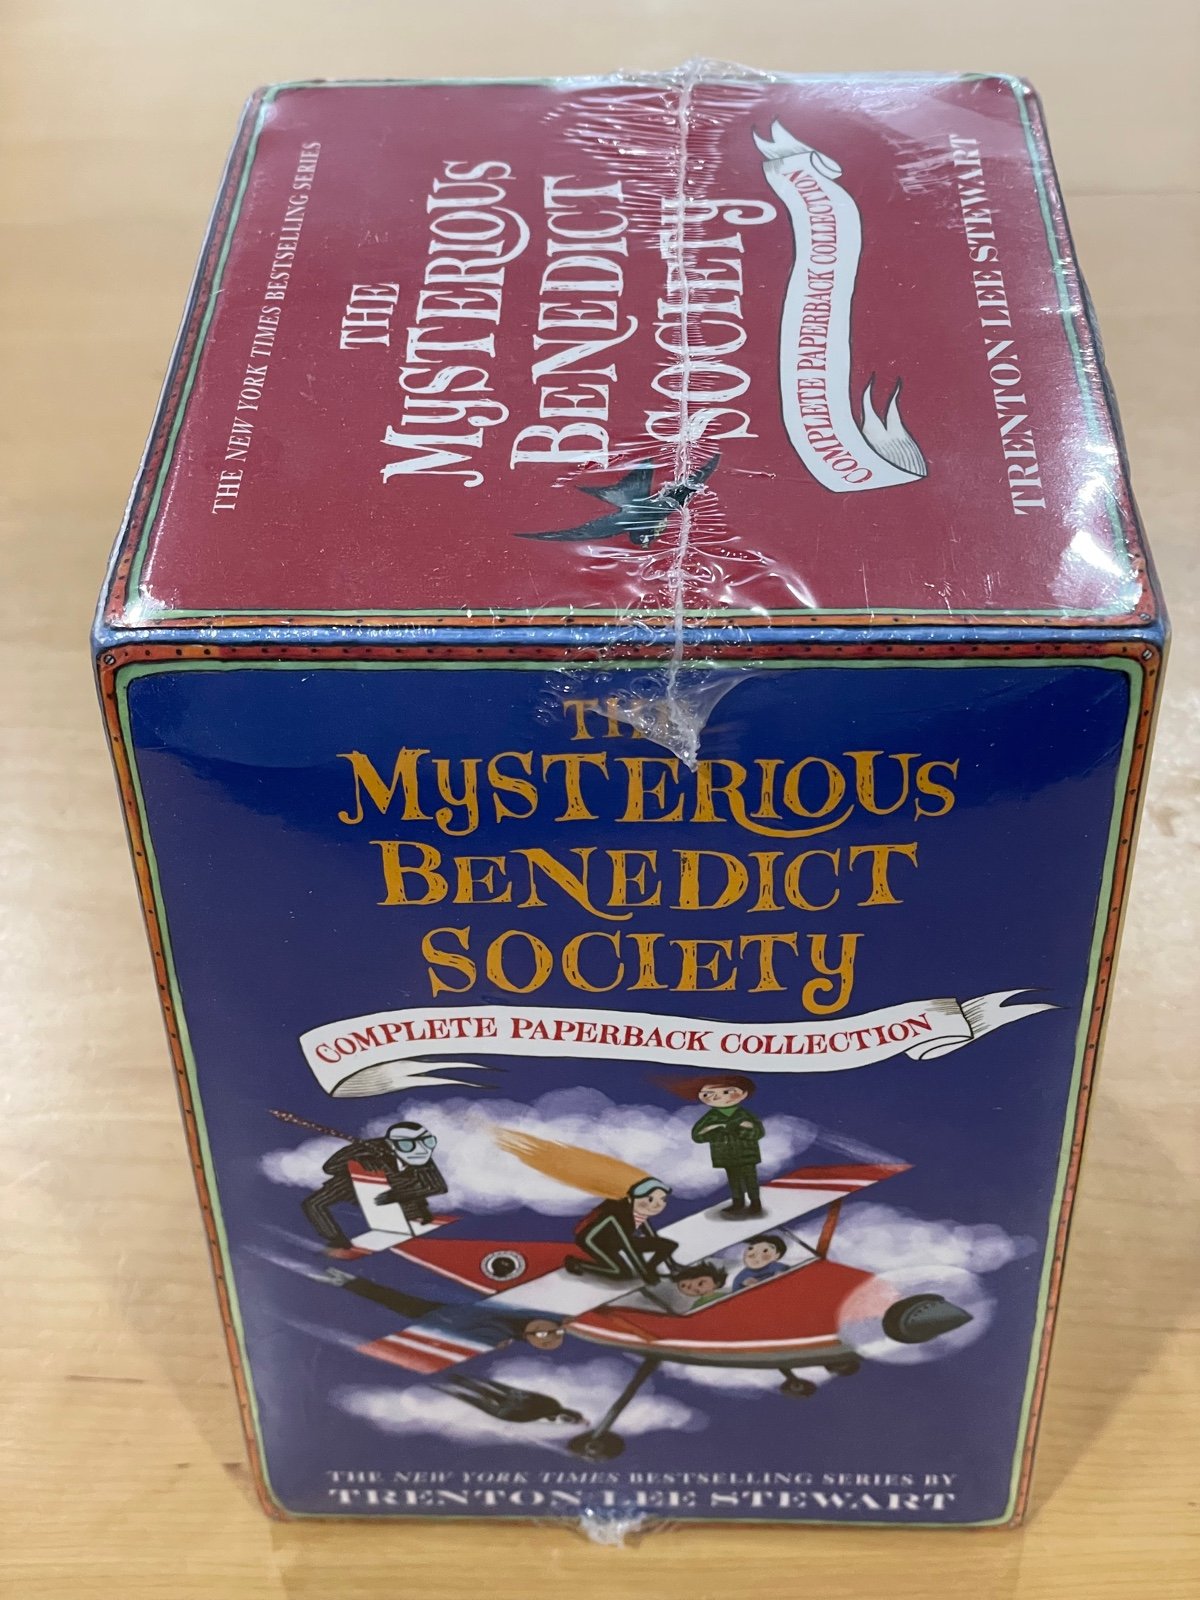 THE NEW YORK TIMES BESTSELLING SERIES
THE
MYSTERIOUS
BENEDICT
SOCIETY
COMPLETE PAPERBACK COLLECTION
TRENTON LEE STEWART
THE
MYSTERIOUS
BENEDICT
SOCIETY
COMPLETE PAPERBACK COLLECTION
THE NEW YORK TIMES BESTSELLING SERIES BY
TRENTON LEE STEWART